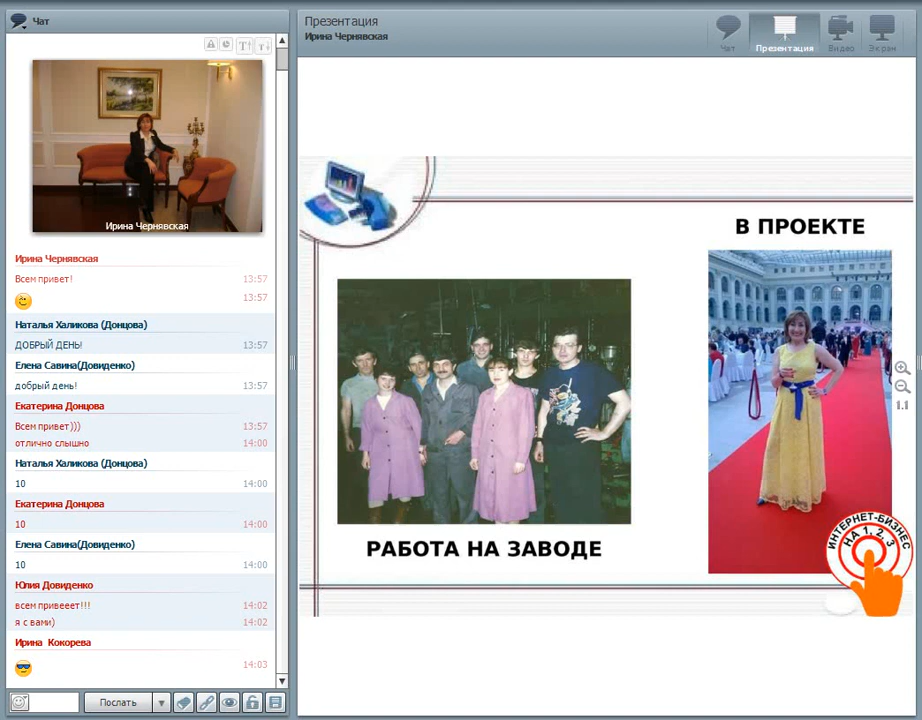 Чат
Ирина Чернявская
Ирина Чернявская
Всем привет! 13:57
13:57
Наталья Халикова (Донцова)
ДОБРЫЙ ДЕНЬ! 13:57
Елена Савина(Довиденко)
добрый день! 13:57
Екатерина Донцова
Всем привет))) 13:57
отлично слышно 14:00
Наталья Халикова (Донцова)
10 14:00
Екатерина Донцова
10 14:00
Елена Савина(Довиденко)
10 14:00
Юлия Довиденко
всем привееет!!! 14:02
я с вами) 14:02
Ирина Кокорева
14:03
Послать
Презентация
Ирина Чернявская
Чат
Презентация
Видео
Экран
В ПРОЕКТЕ
РАБОТА НА ЗАВОДЕ
ИНТЕРНЕТ-БИЗНЕС
НА 1, 2, 3
1:1